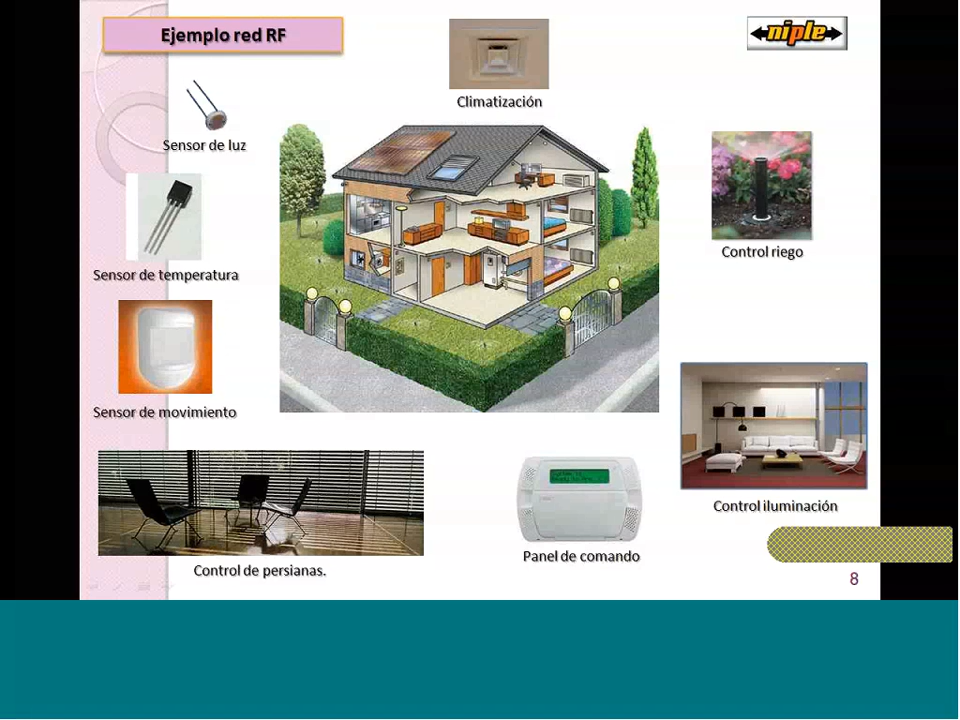 Ejemplo red RF
niple
Climatización
Sensor de luz
Sensor de temperatura
Control riego
Sensor de movimiento
Control iluminación
Panel de comando
Control de persianas.
8